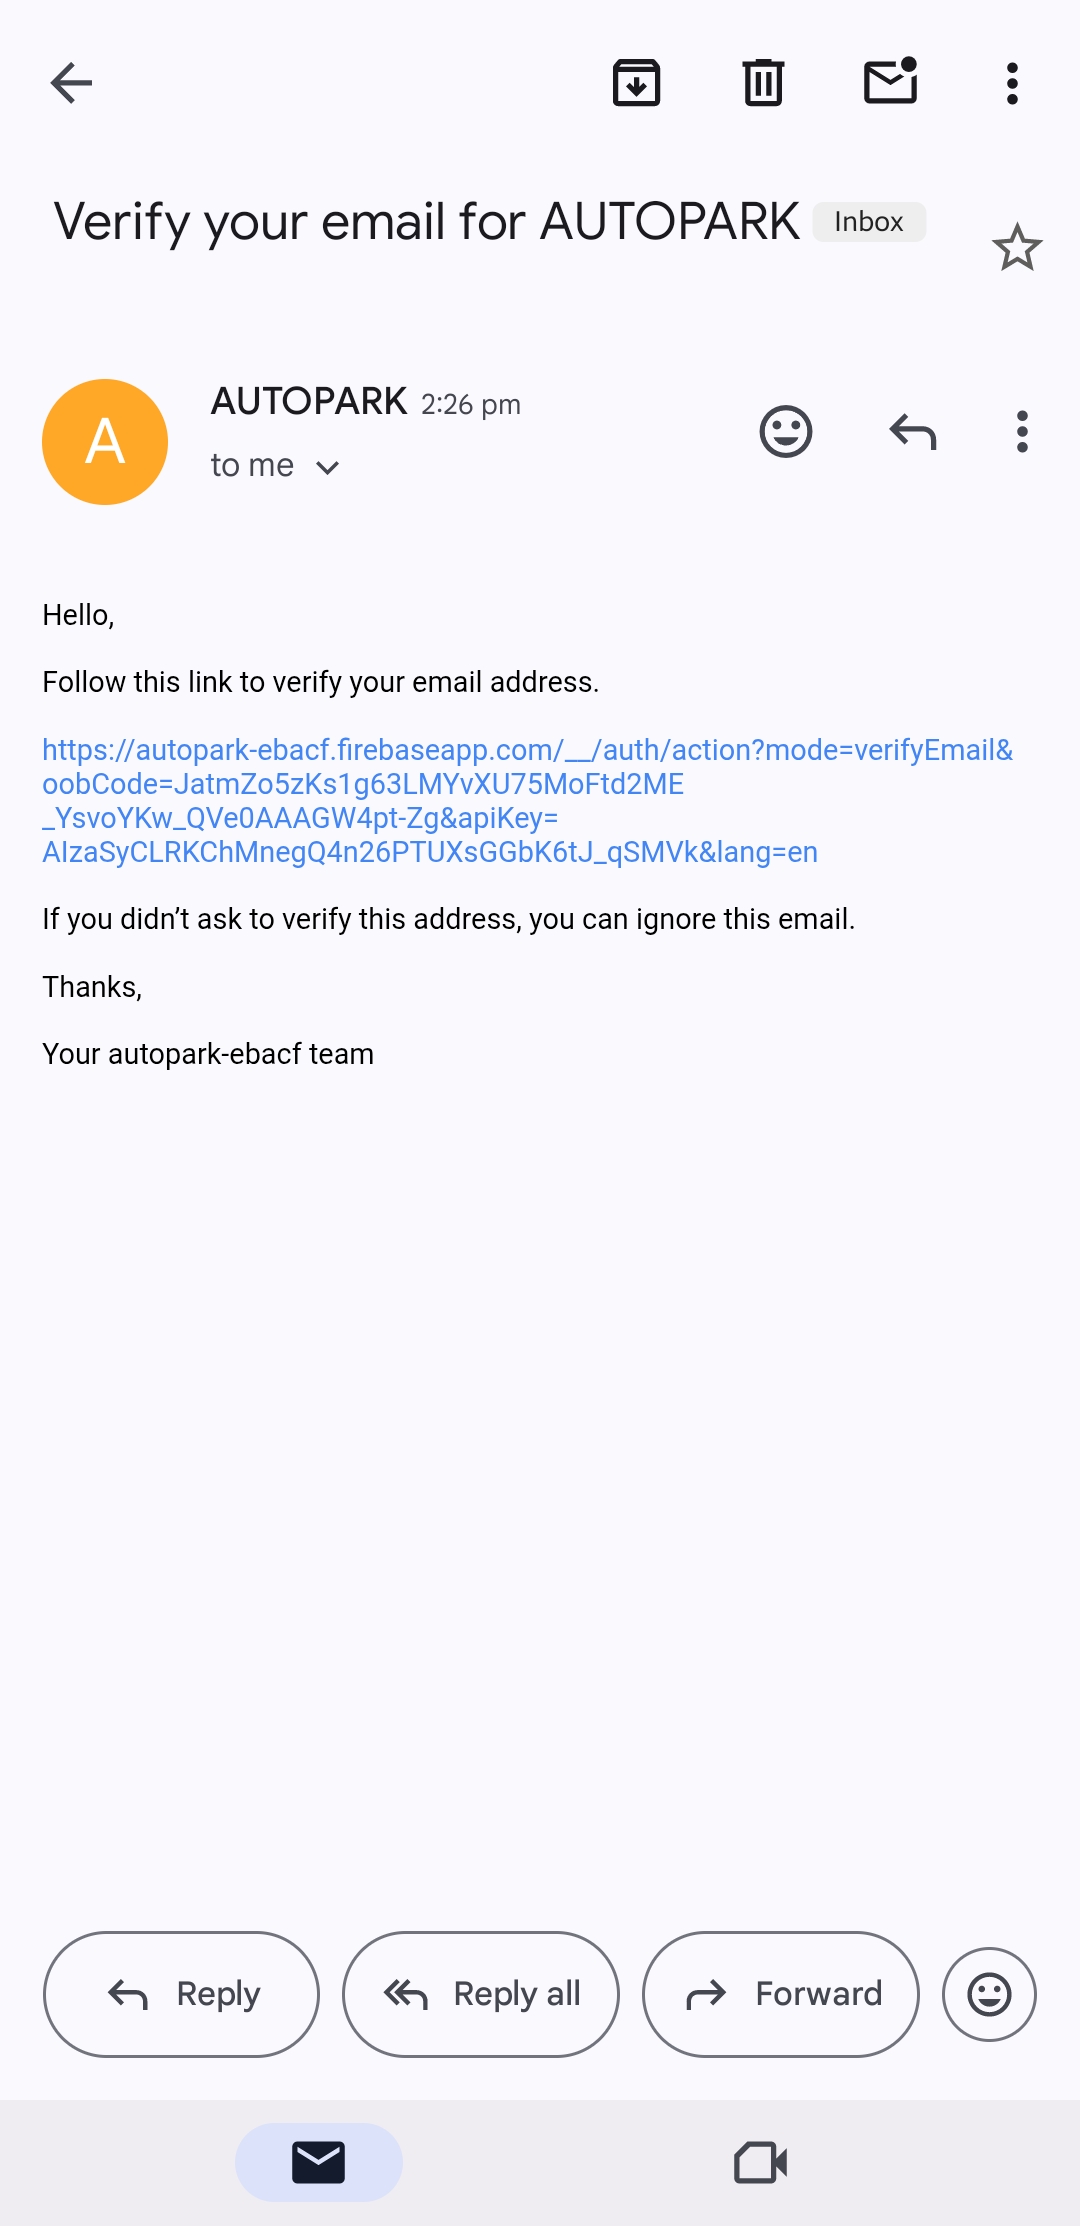 Verify your email for AUTOPARK Inbox
A
AUTOPARK 2:26 pm
to me
Hello,
Follow this link to verify your email address.
https://autopark-ebacf.firebaseapp.com/__/auth/action?mode=verifyEmail&
oobCode=JatmZo5zKs1g63LMYvXU75MoFtd2ME
_YsvoYKw_QVe0AAAGW4pt-Zg&apiKey=
AIzaSyCLRKChMnegQ4n26PTUXsGGbK6tJ_qSMVk&lang=en
If you didn’t ask to verify this address, you can ignore this email.
Thanks,
Your autopark-ebacf team
Reply
Reply all
Forward